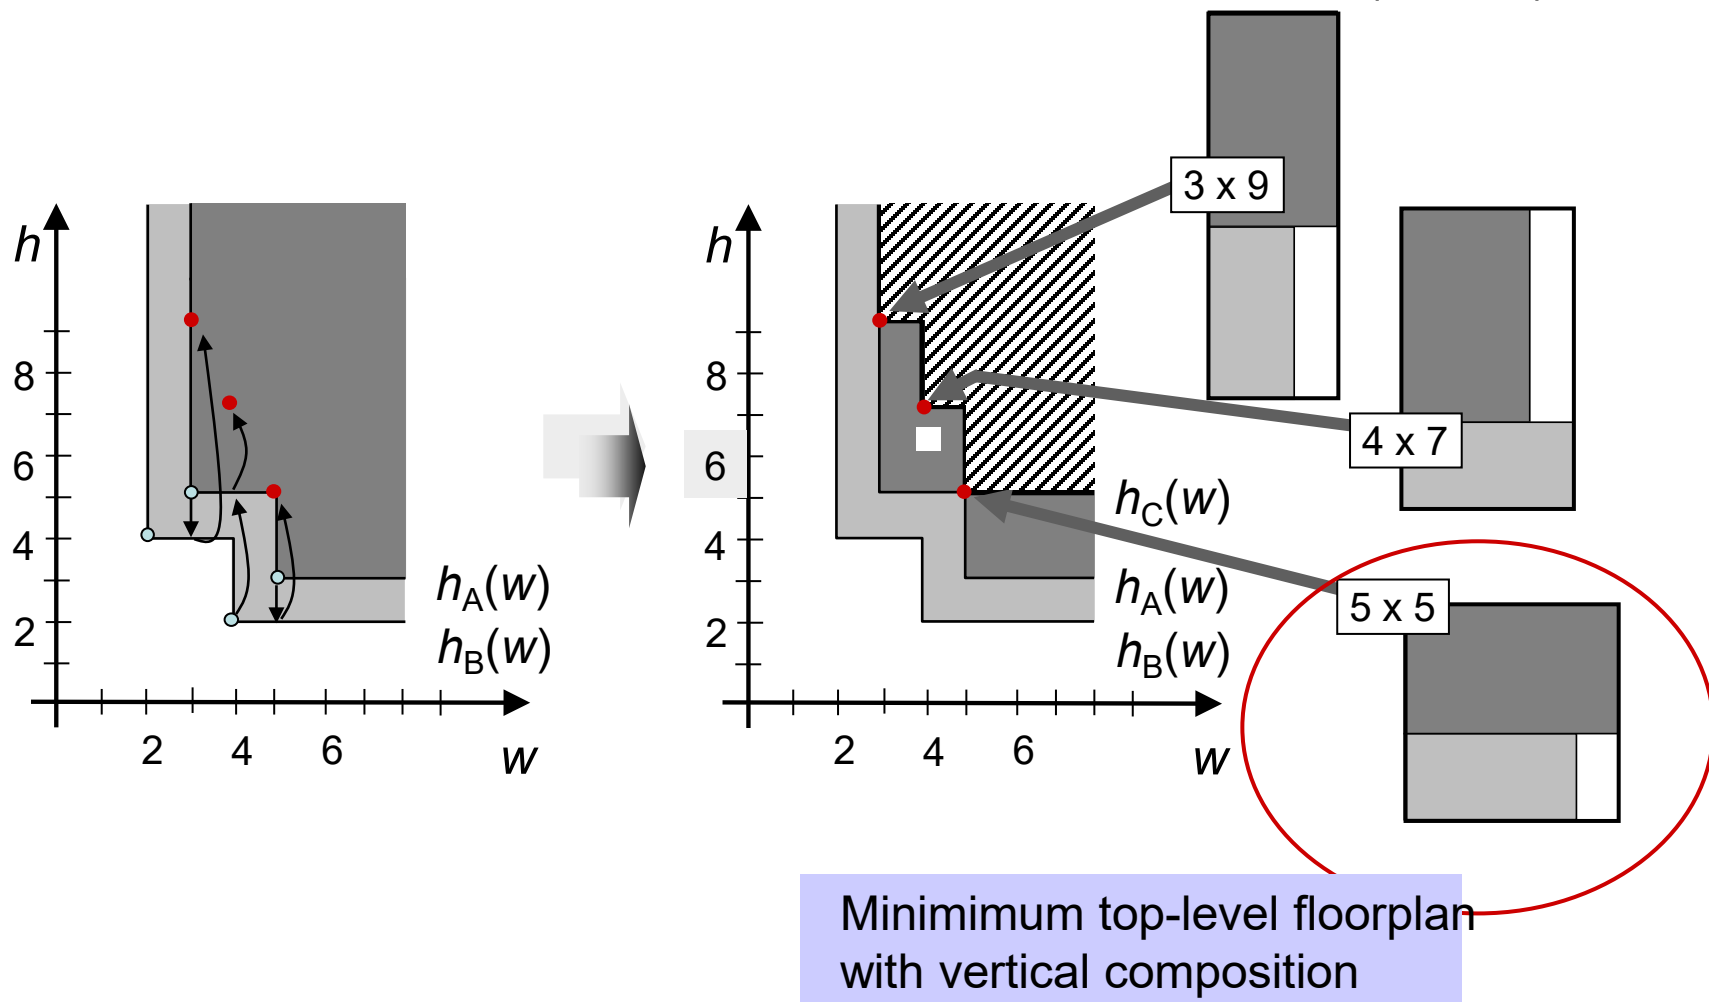 h
8
6
4
2
2
4
6
w
hA(w)
hB(w)
h
8
6
4
2
2
4
6
w
hC(w)
hA(w)
hB(w)
3 x 9
4 x 7
5 x 5
Minimimum top-level floorplan
with vertical composition